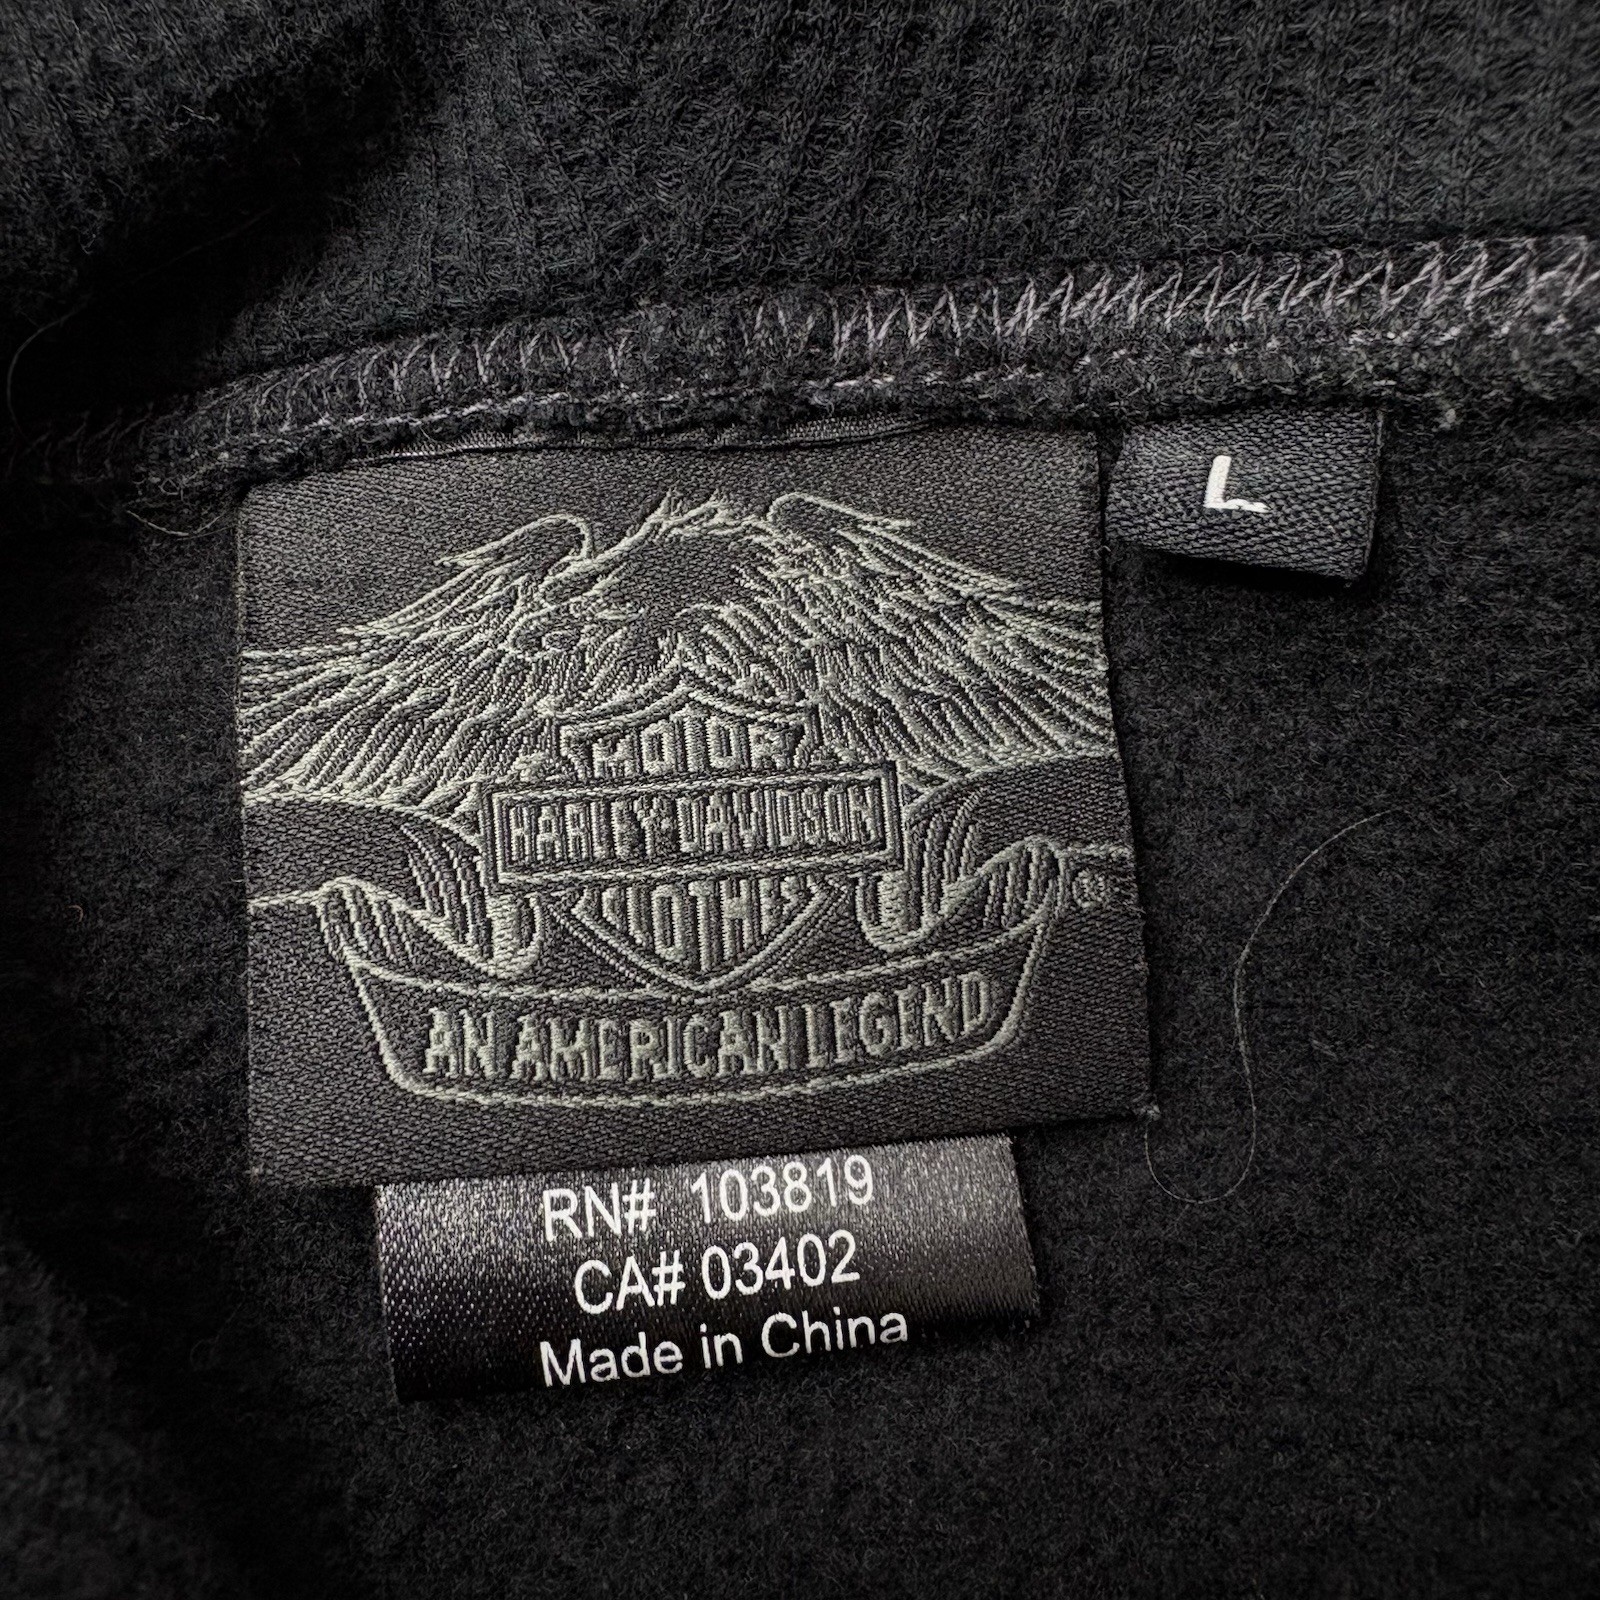 L
MOTOR
HARLEY-DAVIDSON
CLOTHES
®
AN AMERICAN LEGEND
RN# 103819
CA# 03402
Made in China